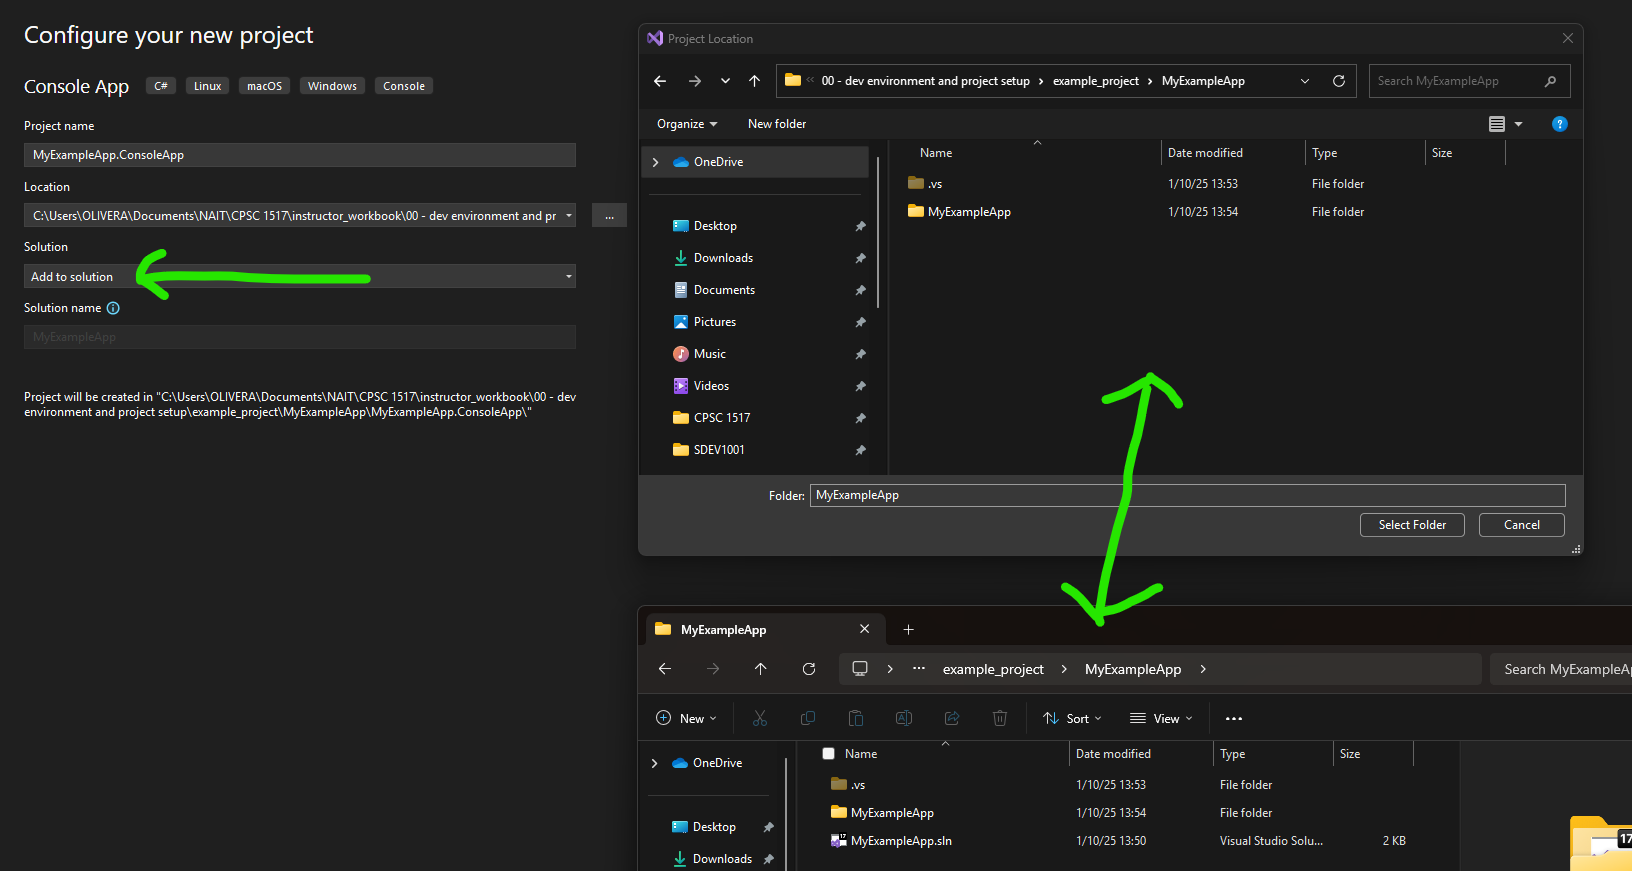 Configure your new project
Console App C# Linux macOS Windows Console
Project name
MyExampleApp.ConsoleApp
Location
C:\Users\OLIVERA\Documents\NAIT\CPSC 1517\instructor_workbook\00 - dev environment and pr
...
Solution
Add to solution
Solution name
MyExampleApp
Project will be created in "C:\Users\OLIVERA\Documents\NAIT\CPSC 1517\instructor_workbook\00 - dev
environment and project setup\example_project\MyExampleApp\MyExampleApp.ConsoleApp\"
Project Location
« 00 - dev environment and project setup › example_project › MyExampleApp
Search MyExampleApp
Organize New folder
?
OneDrive
Desktop
Downloads
Documents
Pictures
Music
Videos
CPSC 1517
SDEV1001
Name Date modified Type Size
.vs 1/10/25 13:53 File folder
MyExampleApp 1/10/25 13:54 File folder
Folder: MyExampleApp
Select Folder Cancel
MyExampleApp
··· example_project › MyExampleApp ›
Search MyExampleAp
New Sort View ···
OneDrive
Desktop
Downloads
Name Date modified Type Size
.vs 1/10/25 13:53 File folder
MyExampleApp 1/10/25 13:54 File folder
MyExampleApp.sln 1/10/25 13:50 Visual Studio Solu... 2 KB
17